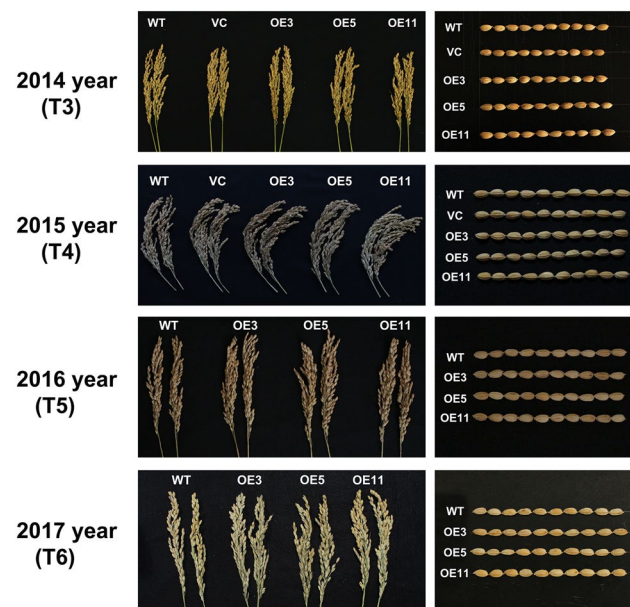 2014 year
(T3)
WT VC OE3 OE5 OE11
WT
VC
OE3
OE5
OE11
2015 year
(T4)
WT VC OE3 OE5 OE11
WT
VC
OE3
OE5
OE11
2016 year
(T5)
WT OE3 OE5 OE11
WT
OE3
OE5
OE11
2017 year
(T6)
WT OE3 OE5 OE11
WT
OE3
OE5
OE11